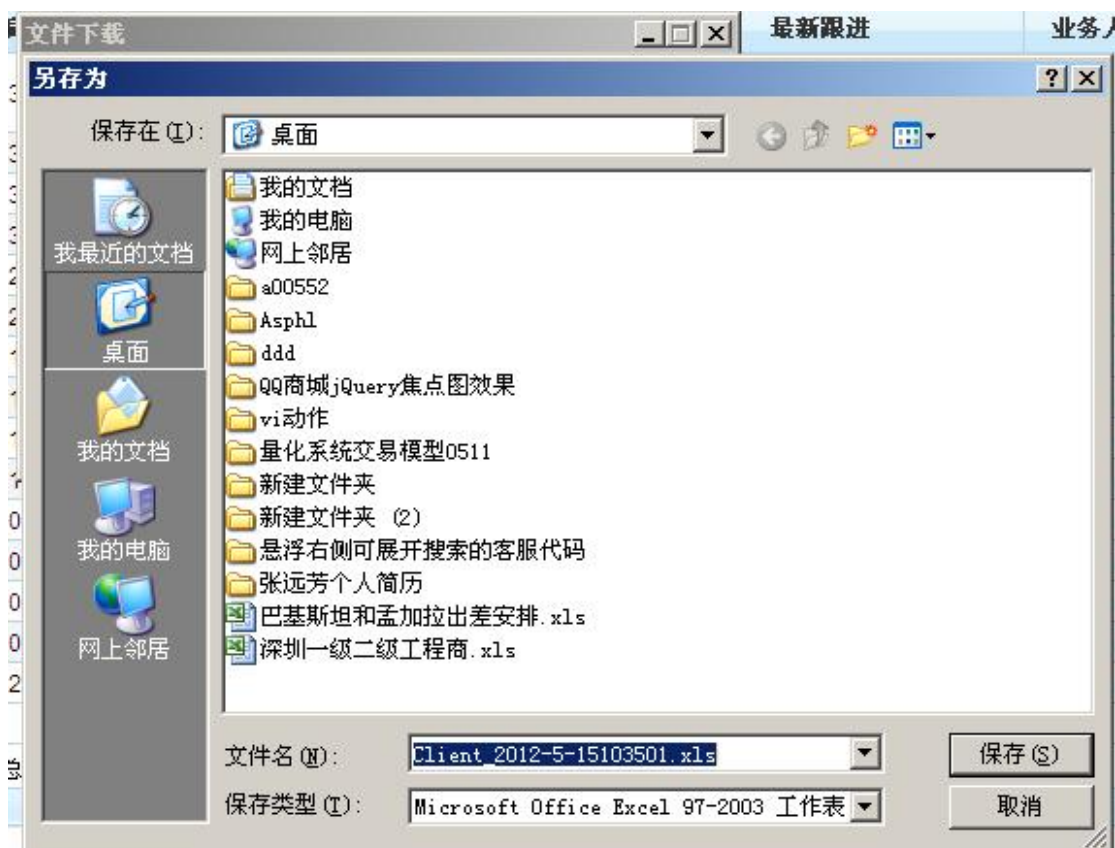 文件下载
最新跟进
业务
另存为
保存在(I):
桌面
我最近的文档
桌面
我的文档
我的电脑
网上邻居
我的文档
我的电脑
网上邻居
a00552
Asphl
ddd
QQ商城jQuery焦点图效果
vi动作
量化系统交易模型0511
新建文件夹
新建文件夹 (2)
悬浮右侧可展开搜索的客服代码
张远芳个人简历
巴基斯坦和孟加拉出差安排.xls
深圳一级二级工程商.xls
文件名(N):
Client_2012-5-15103501.xls
保存(S)
保存类型(T):
Microsoft Office Excel 97-2003 工作表
取消